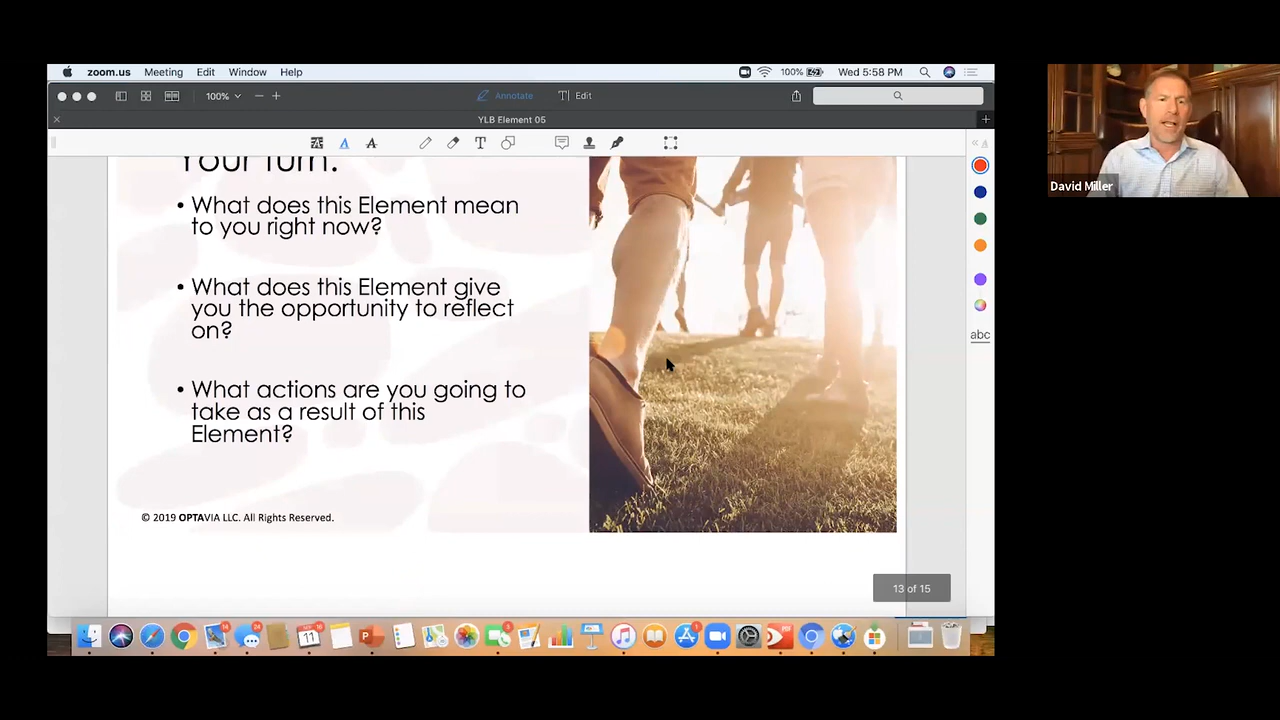 zoom.us Meeting Edit Window Help 100% Wed 5:58 PM
100% Annotate Edit
YLB Element 05
Your turn:
• What does this Element mean
to you right now?
• What does this Element give
you the opportunity to reflect
on?
• What actions are you going to
take as a result of this
Element?
© 2019 OPTAVIA LLC. All Rights Reserved.
13 of 15
abc
David Miller
11